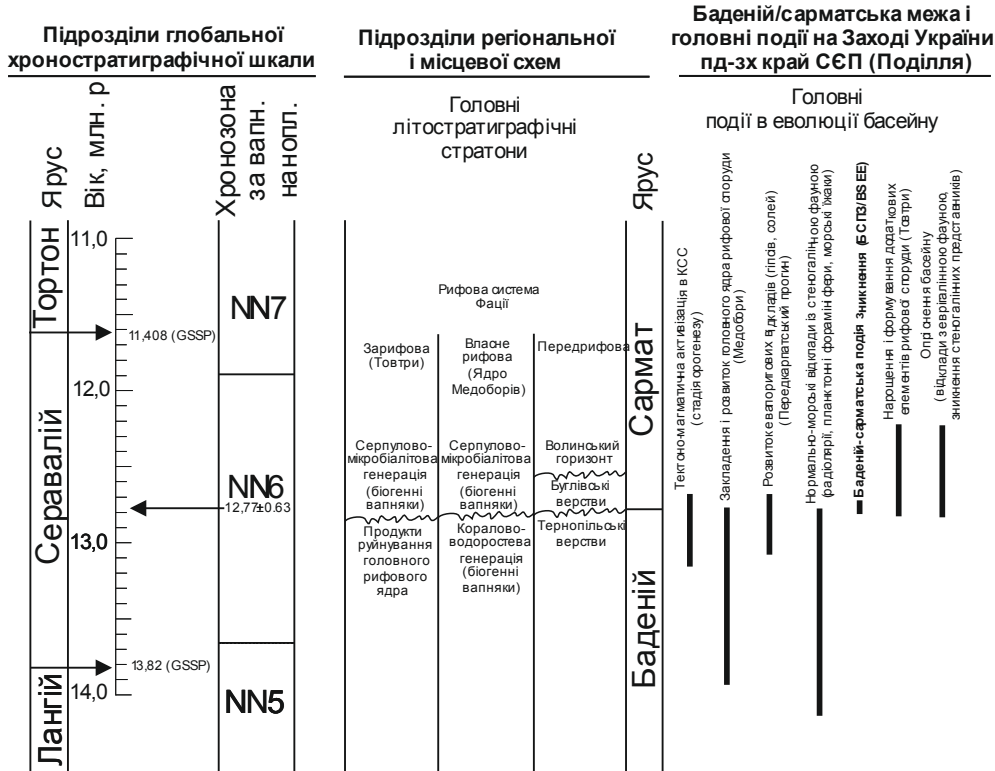 Підрозділи глобальної
хроностратиграфічної шкали
Підрозділи регіональної
і місцевої схем
Баденій/сарматська межа і
головні події на Заході України
пд-зх край СЄП (Поділля)
Ярус
Вік, млн. р
Хронозона
за вапн.
нанопл.
Головні
літостратиграфічні
стратони
Ярус
Головні
події в еволюції басейну
Тортон
Серавалій
Лангій
11,0
11,408 (GSSP)
12,0
12,77±0.63
13,0
13,82 (GSSP)
14,0
NN7
NN6
NN5
Рифова система
Фації
Зарифова
(Товтри)
Власне
рифова
(Ядро
Медоборів)
Передрифова
Серпулово-
мікробіалітова
генерація
(біогенні
вапняки)
Серпулово-
мікробіалітова
генерація
(біогенні
вапняки)
Волинський
горизонт
Бугливські
верстви
Продукти
руйнування
головного
рифового
ядра
Коралово-
водоростева
генерація
(біогенні
вапняки)
Тернопільські
верстви
Сармат
Баденій
Тектоно-магматична активізація в КСС
(стадія орогенезу)
Закладення і розвиток головного ядра рифової споруди
(Медобори)
Розвиток евапоритових відкладів (гіпсів, солей)
(Передкарпатський прогин)
Нормально-морські відклади із стеногалінною фауною
(радіолярії, планктонні форамініфери, морські їжаки)
Баденій-сарматська подія Зникнення (БСПЗ/BSEE)
Нарощення і формування додаткових
елементів рифової споруди (Товтри)
Опріснення басейну
(відклади з евригалінною фауною,
зникнення стеногалінних представників)